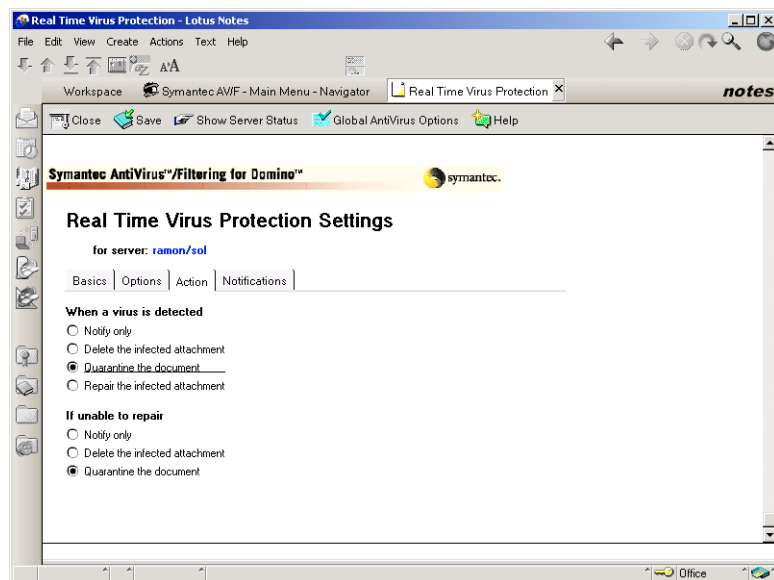 Real Time Virus Protection - Lotus Notes
File Edit View Create Actions Text Help
Workspace Symantec AV/F - Main Menu - Navigator Real Time Virus Protection notes
Close Save Show Server Status Global AntiVirus Options Help
Symantec AntiVirus™/Filtering for Domino™ symantec.
Real Time Virus Protection Settings
for server: ramon/sol
Basics Options Action Notifications
When a virus is detected
Notify only
Delete the infected attachment
Quarantine the document
Repair the infected attachment
If unable to repair
Notify only
Delete the infected attachment
Quarantine the document
Office